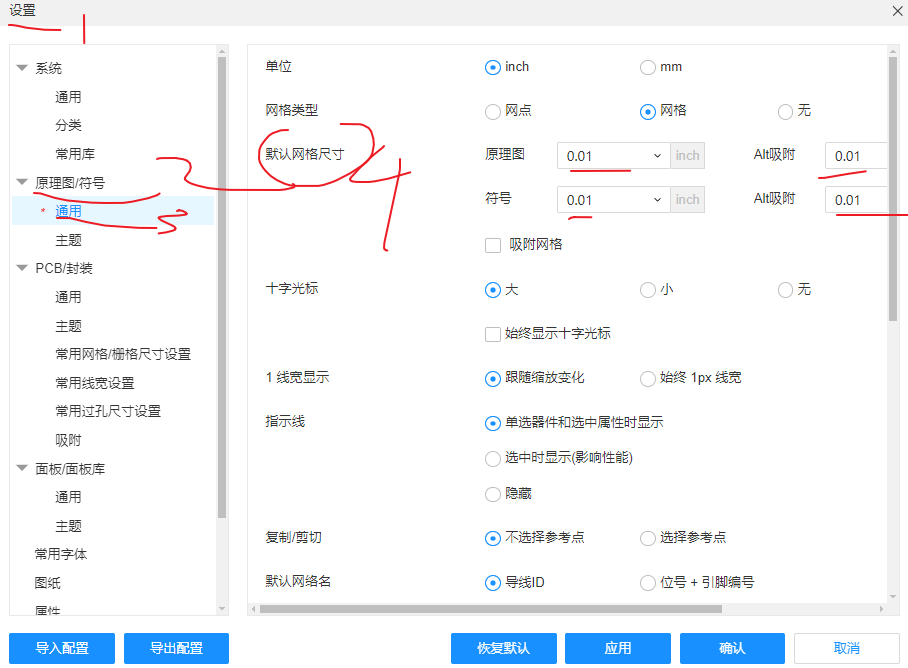 设置
1
系统
通用
分类
常用库
原理图/符号
2
* 通用
3
主题
PCB/封装
通用
主题
常用网格/栅格尺寸设置
常用线宽设置
常用过孔尺寸设置
吸附
面板/面板库
通用
主题
常用字体
图纸
属性
单位 inch mm
网格类型 网点 网格 无
默认网格尺寸 原理图 0.01 inch Alt吸附 0.01
4
符号 0.01 inch Alt吸附 0.01
吸附网格
十字光标 大 小 无
始终显示十字光标
1 线宽显示 跟随缩放变化 始终 1px 线宽
指示线 单选器件和选中属性时显示
选中时显示(影响性能)
隐藏
复制/剪切 不选择参考点 选择参考点
默认网络名 导线ID 位号 + 引脚编号
导入配置 导出配置 恢复默认 应用 确认 取消